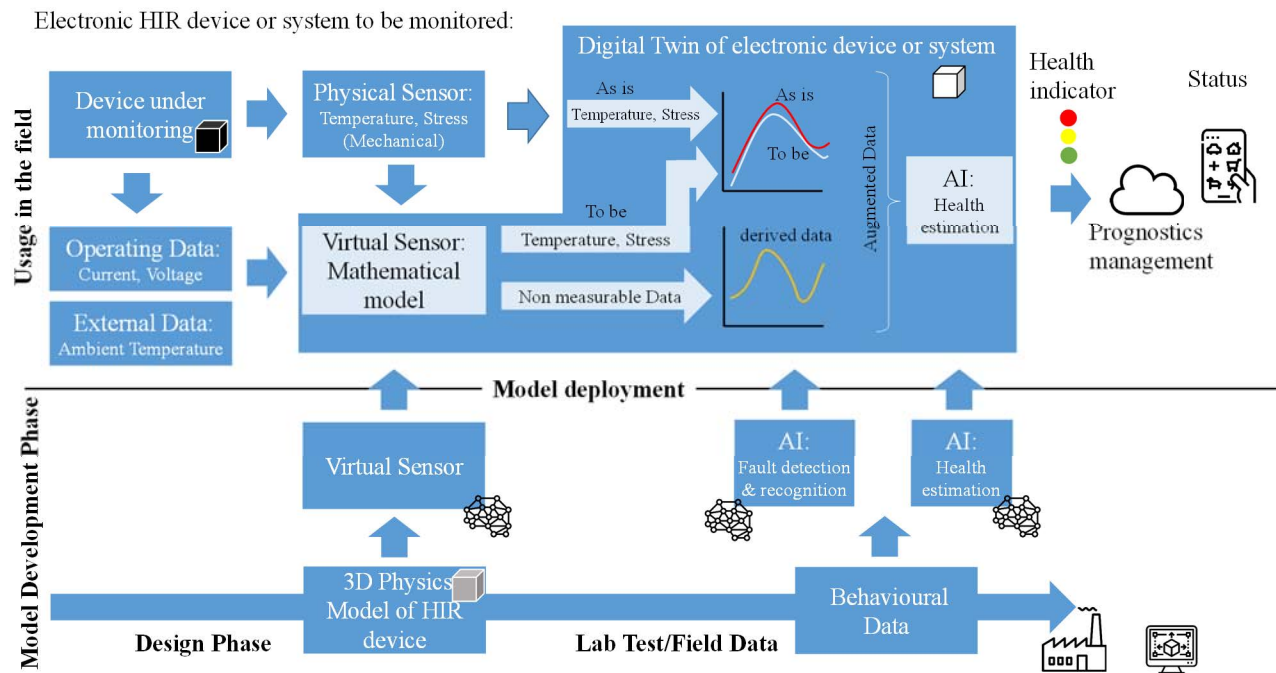 Electronic HIR device or system to be monitored:
Usage in the field
Device under
monitoring
Physical Sensor:
Temperature, Stress
(Mechanical)
Operating Data:
Current, Voltage
External Data:
Ambient Temperature
Digital Twin of electronic device or system
Virtual Sensor:
Mathematical
model
As is
Temperature, Stress
To be
Temperature, Stress
Non measurable Data
As is
To be
derived data
Augmented Data
AI:
Health
estimation
Health
indicator
Status
Prognostics
management
Model deployment
Model Development Phase
Virtual Sensor
AI:
Fault detection
& recognition
AI:
Health
estimation
3D Physics
Model of HIR
device
Behavioural
Data
Design Phase
Lab Test/Field Data